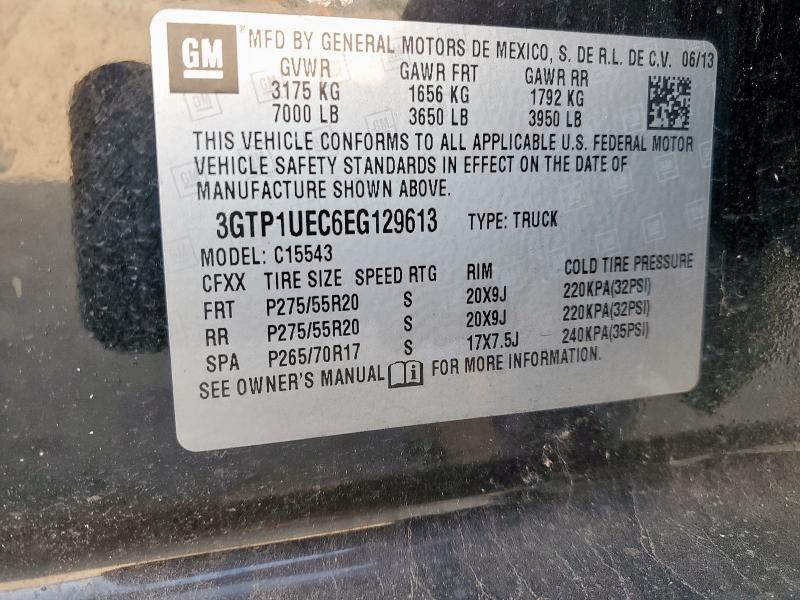 GM
MFD BY GENERAL MOTORS DE MEXICO, S. DE R.L. DE C.V. 06/13
GVWR GAWR FRT GAWR RR
3175 KG 1656 KG 1792 KG
7000 LB 3650 LB 3950 LB
THIS VEHICLE CONFORMS TO ALL APPLICABLE U.S. FEDERAL MOTOR
VEHICLE SAFETY STANDARDS IN EFFECT ON THE DATE OF
MANUFACTURE SHOWN ABOVE.
3GTP1UEC6EG129613 TYPE: TRUCK
MODEL: C15543
CFXX TIRE SIZE SPEED RTG RIM COLD TIRE PRESSURE
FRT P275/55R20 S 20X9J 220KPA(32PSI)
RR P275/55R20 S 20X9J 220KPA(32PSI)
SPA P265/70R17 S 17X7.5J 240KPA(35PSI)
SEE OWNER'S MANUAL FOR MORE INFORMATION.